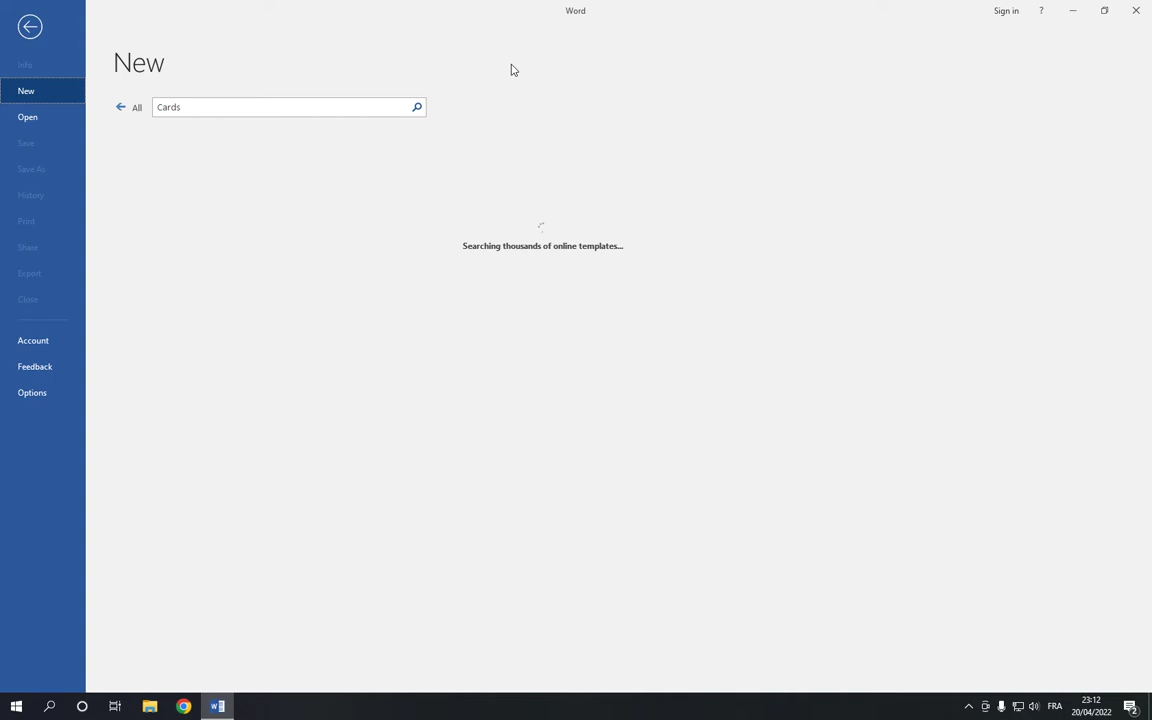 Word
Sign in
?
Info
New
Open
Save
Save As
History
Print
Share
Export
Close
Account
Feedback
Options
New
All
Cards
Searching thousands of online templates...
W
FRA
23:12
20/04/2022
2